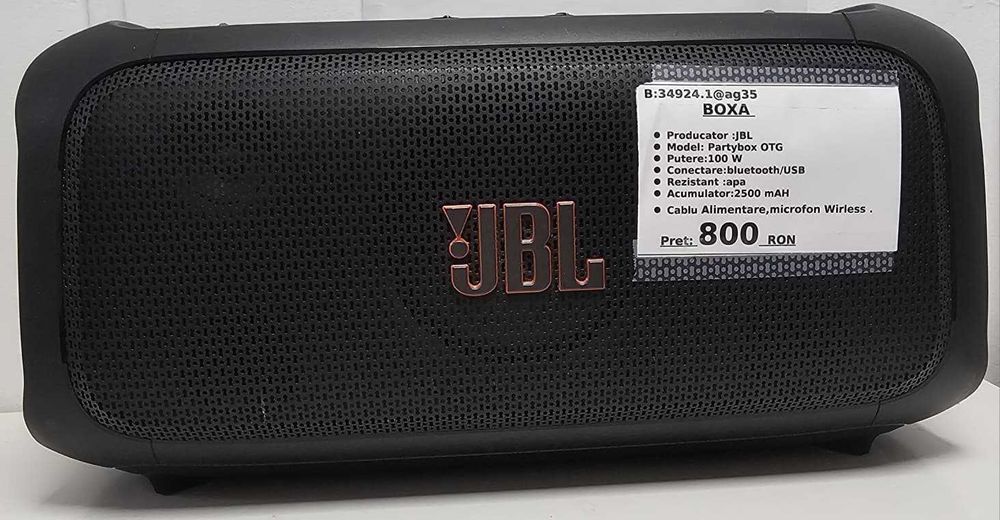 B:34924.1@ag35
BOXA
● Producator :JBL
● Model: Partybox OTG
● Putere:100 W
● Conectare:bluetooth/USB
● Rezistant :apa
● Acumulator:2500 mAH
● Cablu Alimentare,microfon Wirless .
Pret: 800 RON
JBL